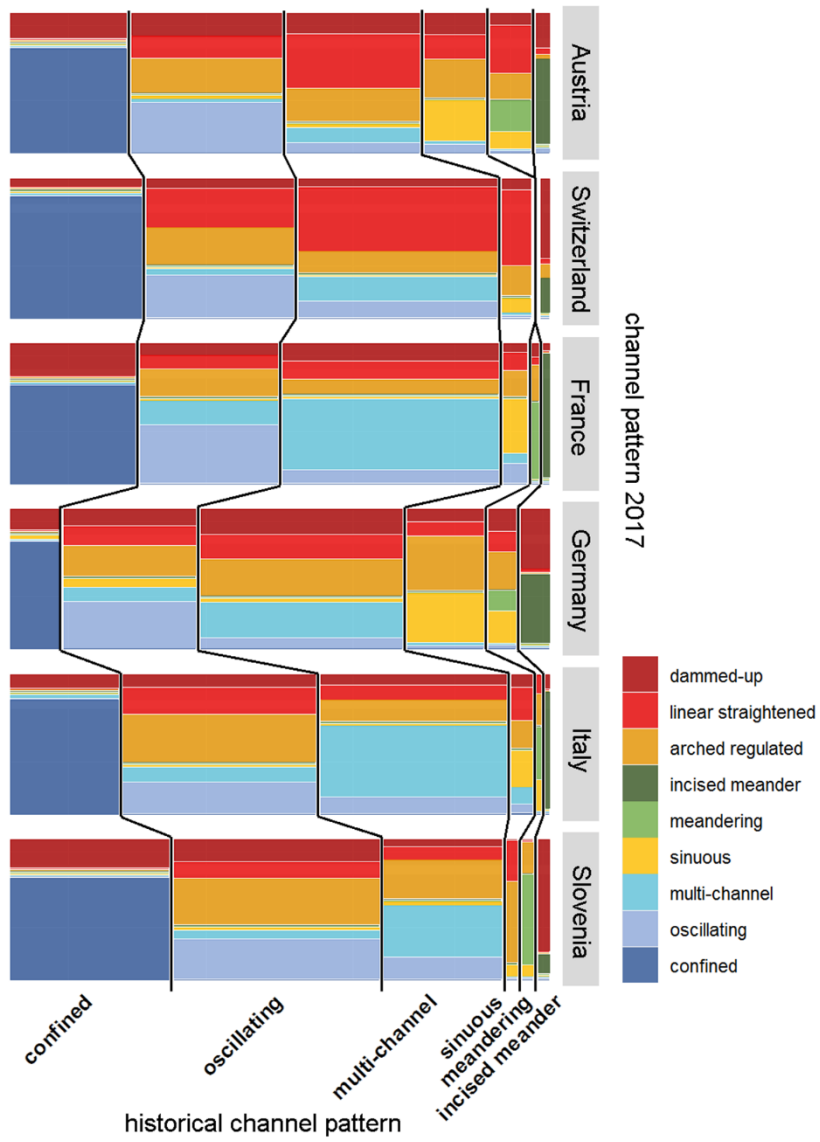 Austria
Switzerland
France
Germany
Italy
Slovenia
channel pattern 2017
dammed-up
linear straightened
arched regulated
incised meander
meandering
sinuous
multi-channel
oscillating
confined
confined
oscillating
multi-channel
sinuous
meandering
incised meander
historical channel pattern